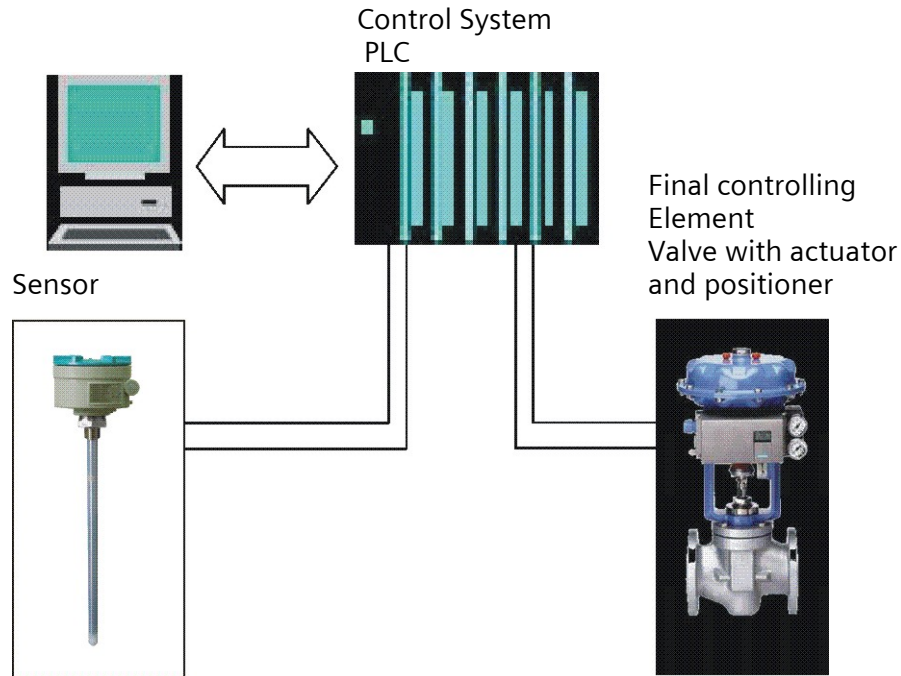 Control System
PLC
Final controlling
Element
Valve with actuator
and positioner
Sensor